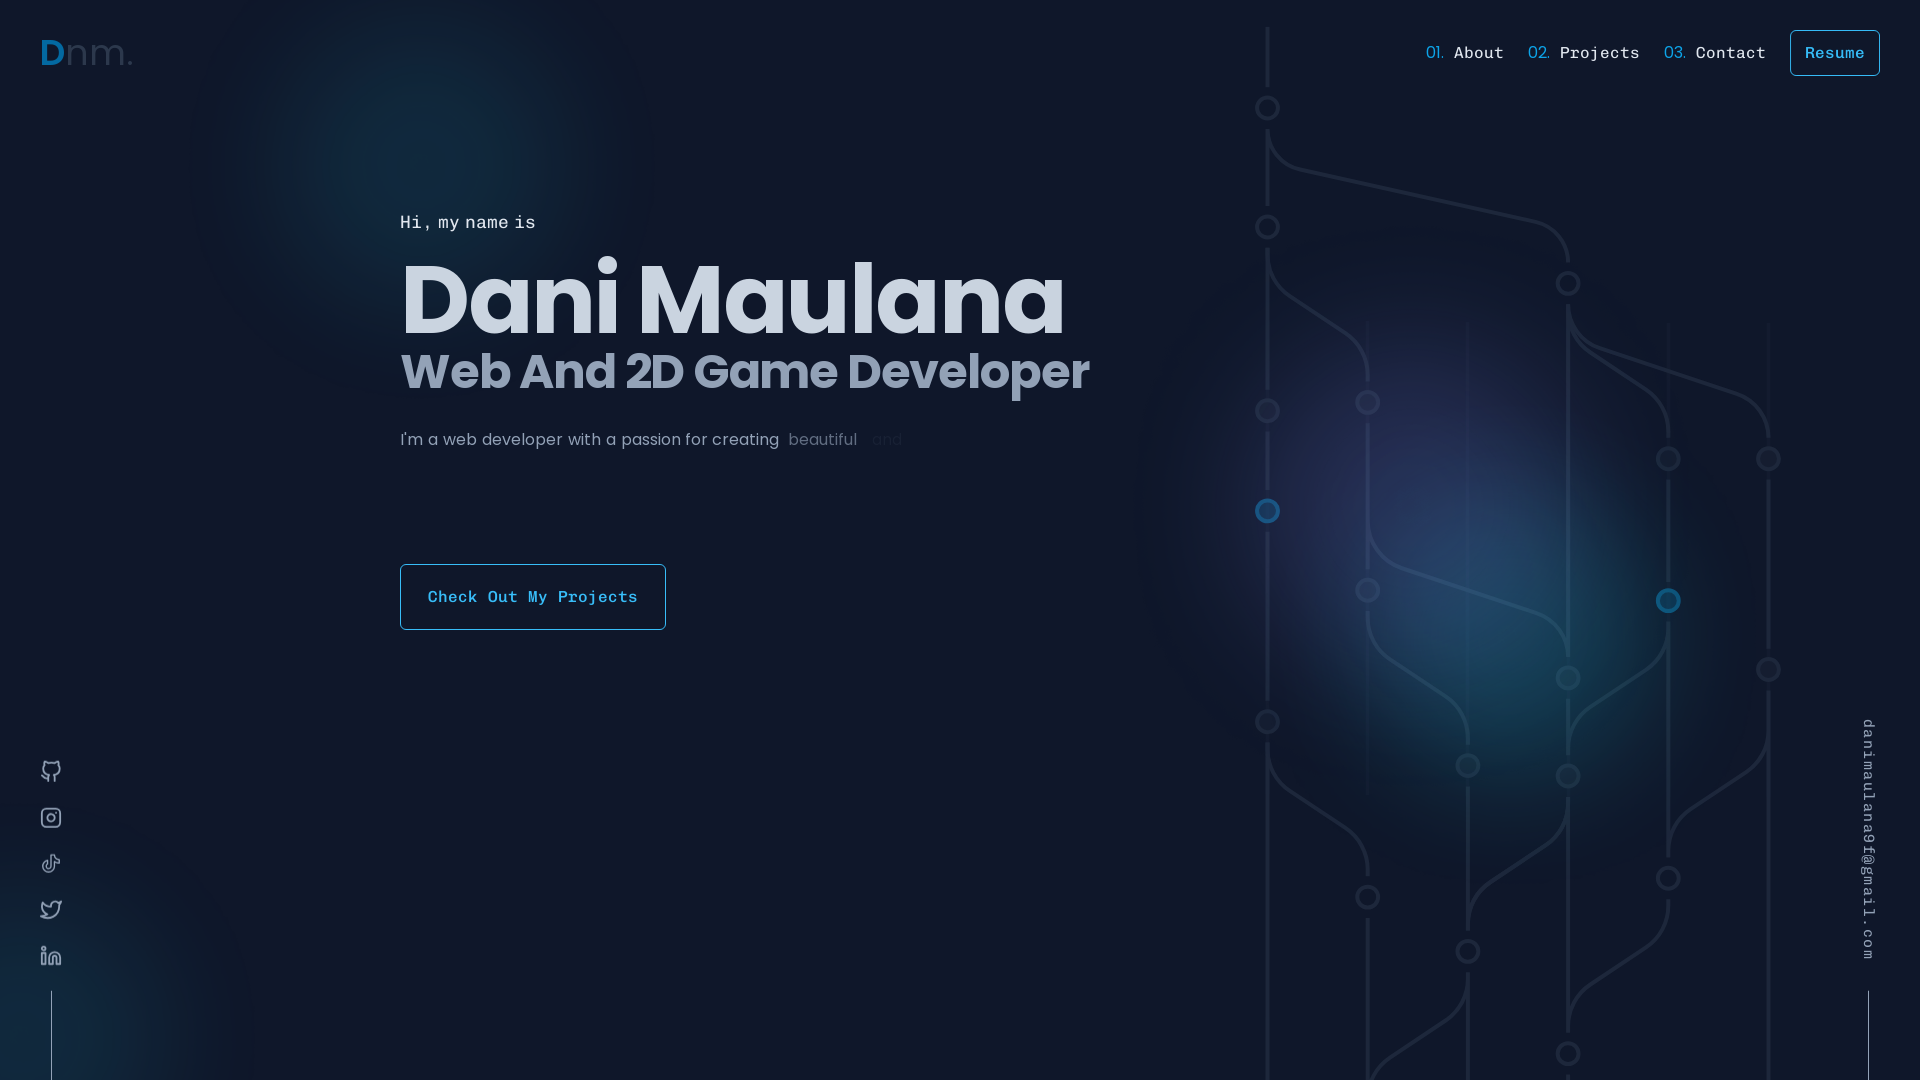 Dnm.
01. About
02. Projects
03. Contact
Resume
Hi, my name is
Dani Maulana
Web And 2D Game Developer
I'm a web developer with a passion for creating beautiful and
Check Out My Projects
danimaulana9f@gmail.com